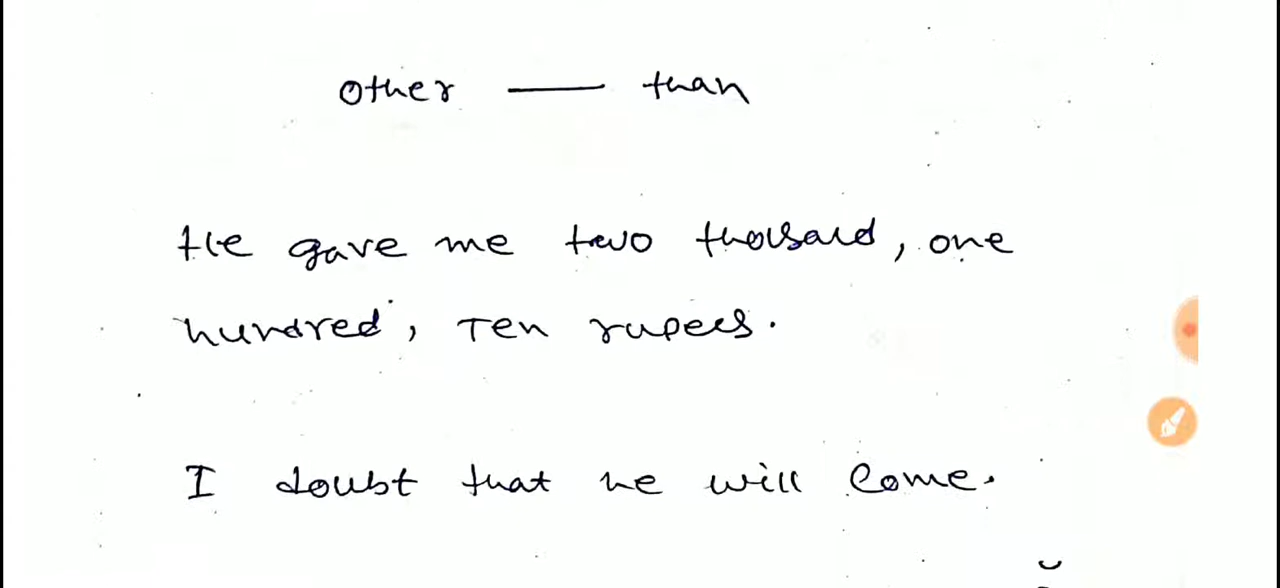 Other — than
He gave me two thousand, one
hundred, Ten rupees.
I doubt that he will come.